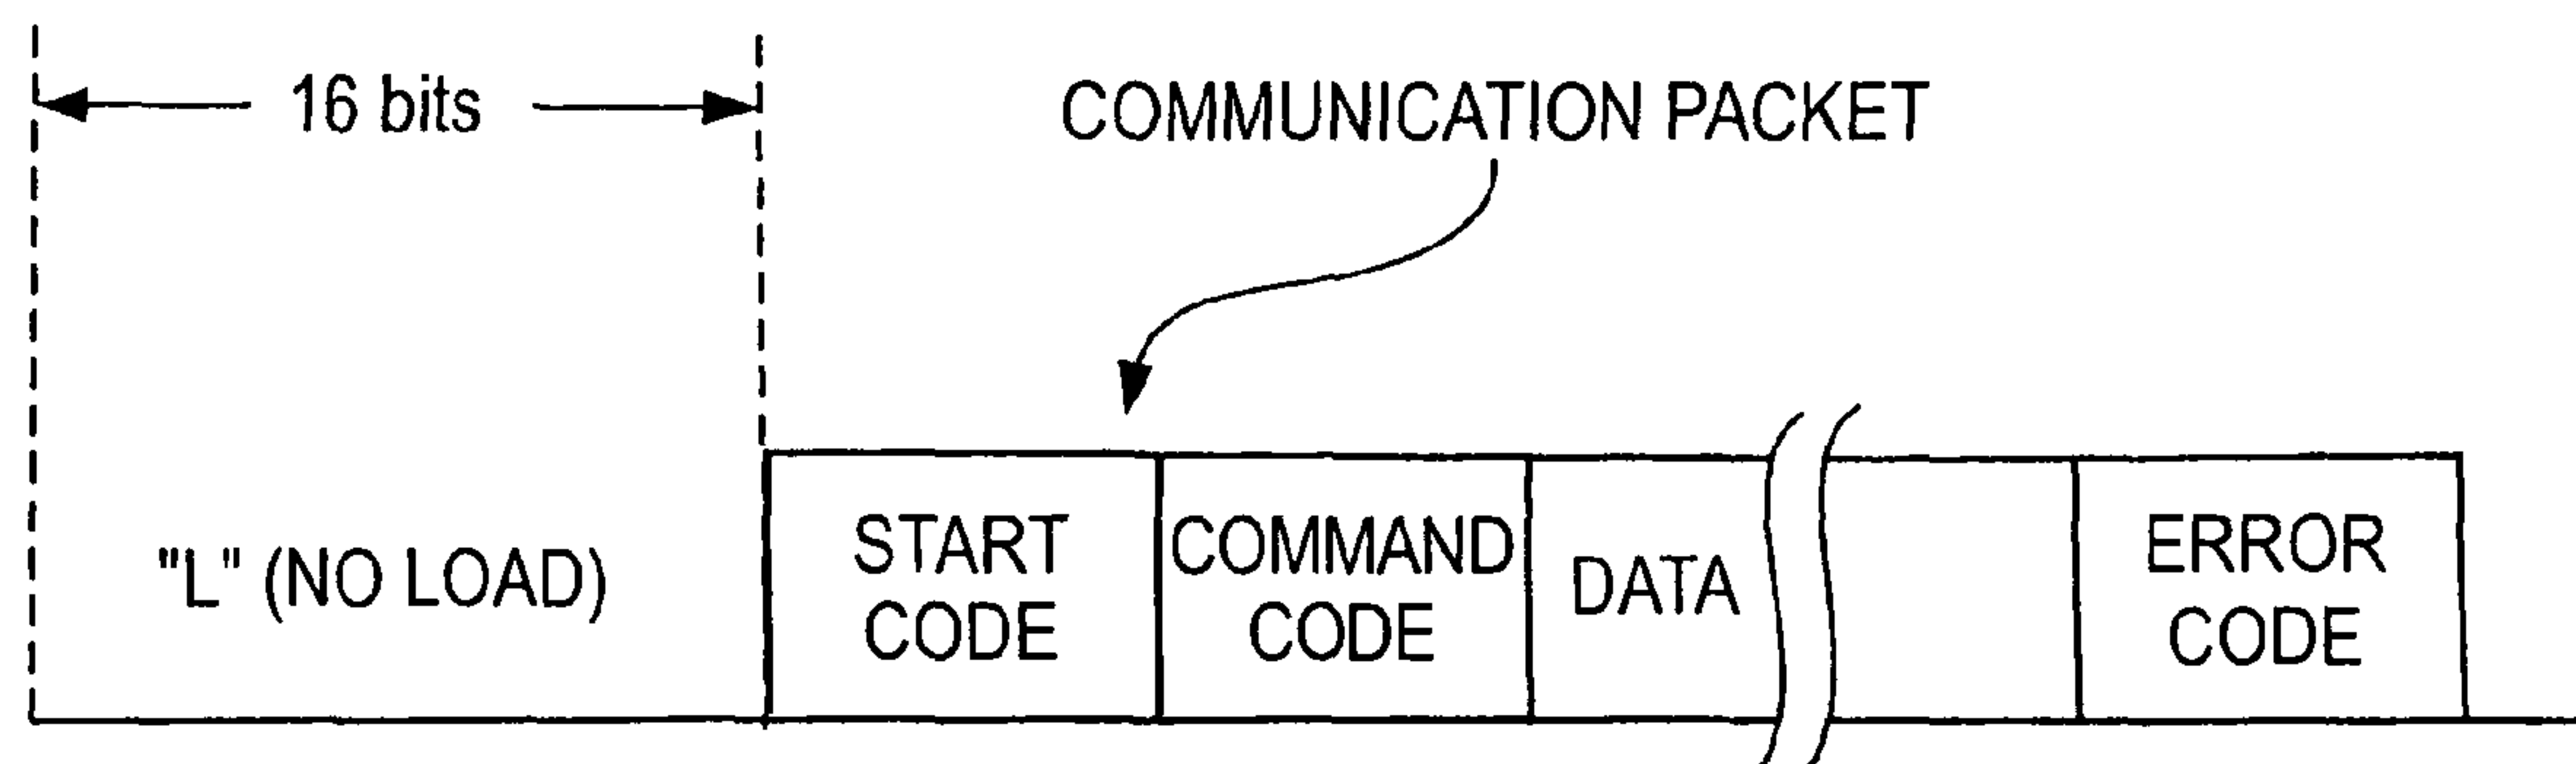 16 bits
COMMUNICATION PACKET
"L" (NO LOAD)
START
CODE
COMMAND
CODE
DATA
ERROR
CODE